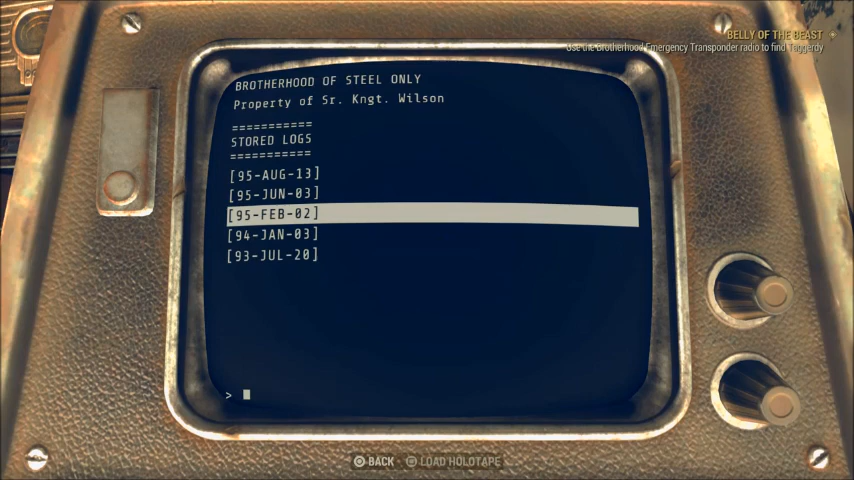 BELLY OF THE BEAST
Use the Brotherhood Emergency Transponder radio to find Taggerdy
BROTHERHOOD OF STEEL ONLY
Property of Sr. Kngt. Wilson
===========
STORED LOGS
===========
[95-AUG-13]
[95-JUN-03]
[95-FEB-02]
[94-JAN-03]
[93-JUL-20]
>
BACK
LOAD HOLOTAPE